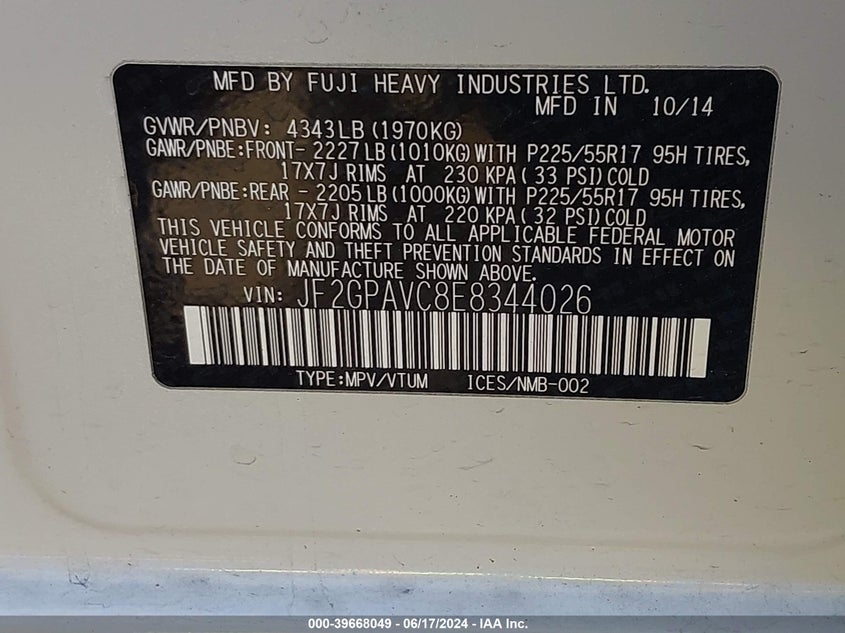 MFD BY FUJI HEAVY INDUSTRIES LTD.
MFD IN 10/14
GVWR/PNBV: 4343LB (1970KG)
GAWR/PNBE:FRONT- 2227LB (1010KG) WITH P225/55R17 95H TIRES,
17X7J RIMS AT 230 KPA( 33 PSI) COLD
GAWR/PNBE:REAR - 2205LB (1000KG) WITH P225/55R17 95H TIRES,
17X7J RIMS AT 220 KPA( 32 PSI) COLD
THIS VEHICLE CONFORMS TO ALL APPLICABLE FEDERAL MOTOR
VEHICLE SAFETY AND THEFT PREVENTION STANDARDS IN EFFECT ON
THE DATE OF MANUFACTURE SHOWN ABOVE.
VIN: JF2GPAVC8E8344026
TYPE:MPV/VTUM ICES/NMB-002
000-39668049 - 06/17/2024 - IAA Inc.